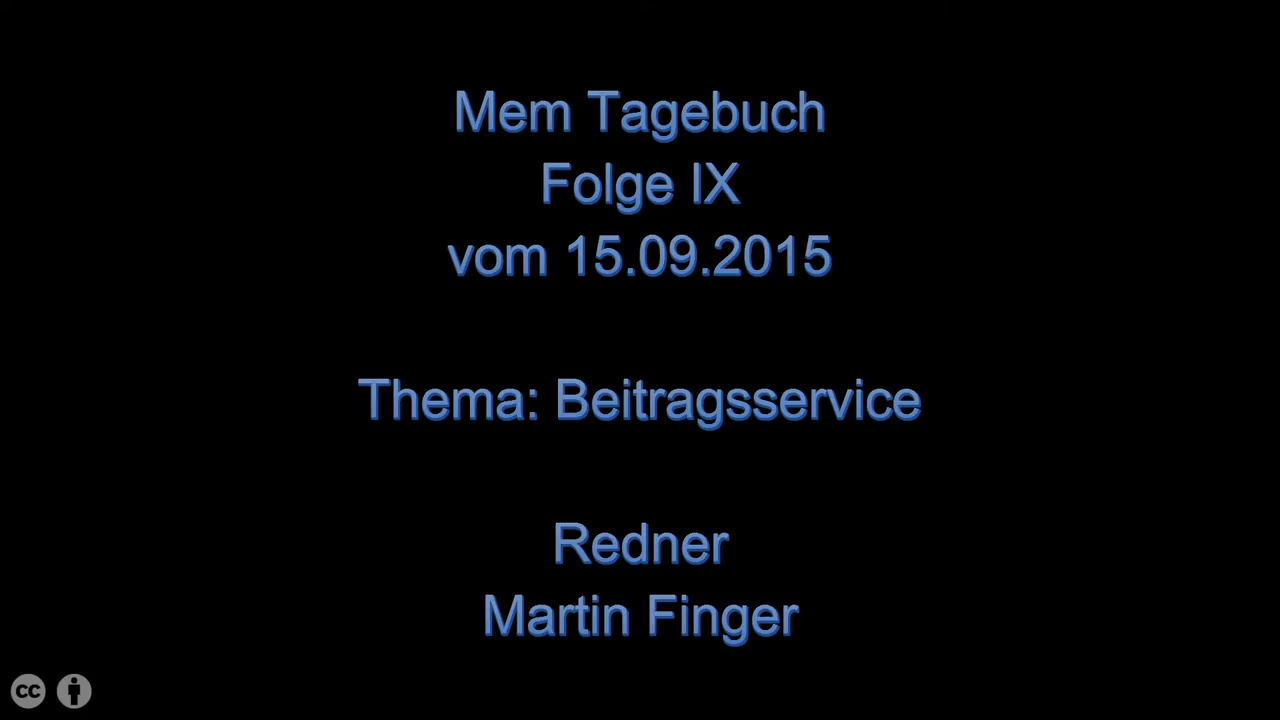 Mem Tagebuch
Folge IX
vom 15.09.2015
Thema: Beitragsservice
Redner
Martin Finger
cc